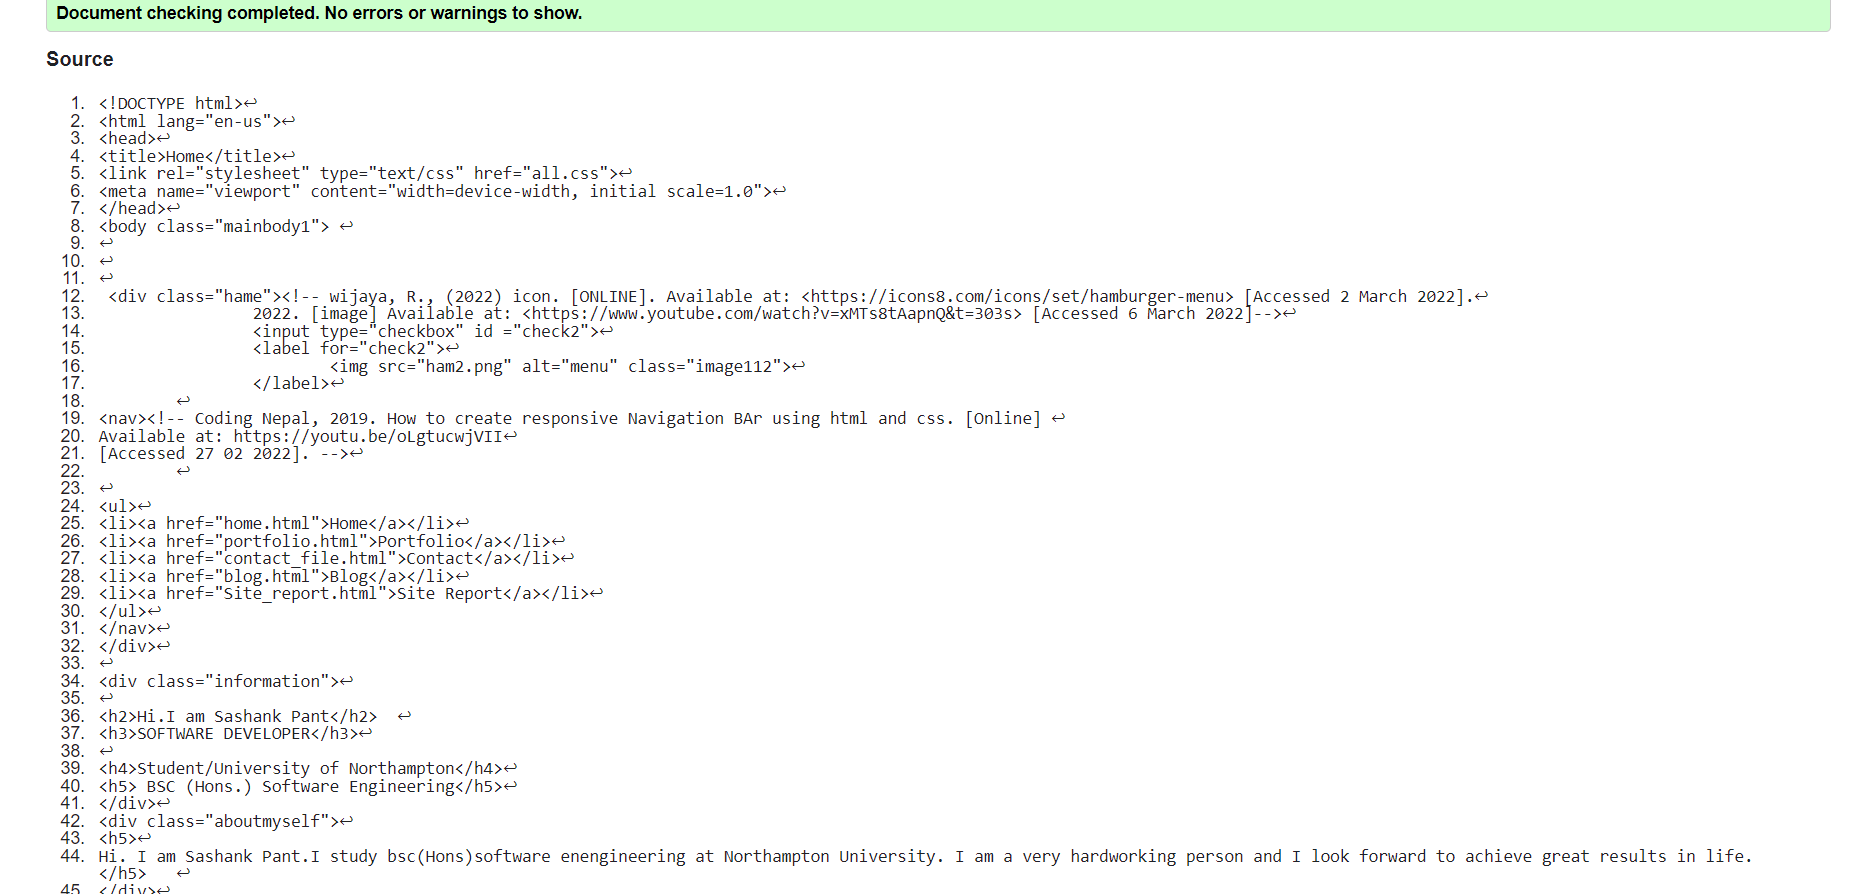 Document checking completed. No errors or warnings to show.
Source
1. <!DOCTYPE html>↩
2. <html lang="en-us">↩
3. <head>↩
4. <title>Home</title>↩
5. <link rel="stylesheet" type="text/css" href="all.css">↩
6. <meta name="viewport" content="width=device-width, initial scale=1.0">↩
7. </head>↩
8. <body class="mainbody1"> ↩
9. ↩
10. ↩
11. ↩
12. <div class="hame"><!-- wijaya, R., (2022) icon. [ONLINE]. Available at: <https://icons8.com/icons/set/hamburger-menu> [Accessed 2 March 2022].↩
13. 2022. [image] Available at: <https://www.youtube.com/watch?v=xMTs8tAapnQ&t=303s> [Accessed 6 March 2022]-->↩
14. <input type="checkbox" id ="check2">↩
15. <label for="check2">↩
16. <img src="ham2.png" alt="menu" class="image112">↩
17. </label>↩
18. ↩
19. <nav><!-- Coding Nepal, 2019. How to create responsive Navigation BAr using html and css. [Online] ↩
20. Available at: https://youtu.be/oLgtucwjVII↩
21. [Accessed 27 02 2022]. -->↩
22. ↩
23. ↩
24. <ul>↩
25. <li><a href="home.html">Home</a></li>↩
26. <li><a href="portfolio.html">Portfolio</a></li>↩
27. <li><a href="contact_file.html">Contact</a></li>↩
28. <li><a href="blog.html">Blog</a></li>↩
29. <li><a href="Site_report.html">Site Report</a></li>↩
30. </ul>↩
31. </nav>↩
32. </div>↩
33. ↩
34. <div class="information">↩
35. ↩
36. <h2>Hi.I am Sashank Pant</h2> ↩
37. <h3>SOFTWARE DEVELOPER</h3>↩
38. ↩
39. <h4>Student/University of Northampton</h4>↩
40. <h5> BSC (Hons.) Software Engineering</h5>↩
41. </div>↩
42. <div class="aboutmyself">↩
43. <h5>↩
44. Hi. I am Sashank Pant.I study bsc(Hons)software enengineering at Northampton University. I am a very hardworking person and I look forward to achieve great results in life.
</h5> ↩
45. </div>↩